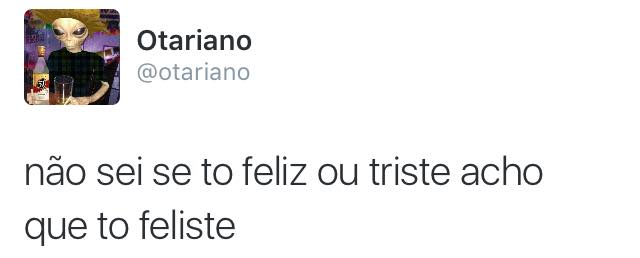 Otariano
@otariano
não sei se to feliz ou triste acho
que to feliste